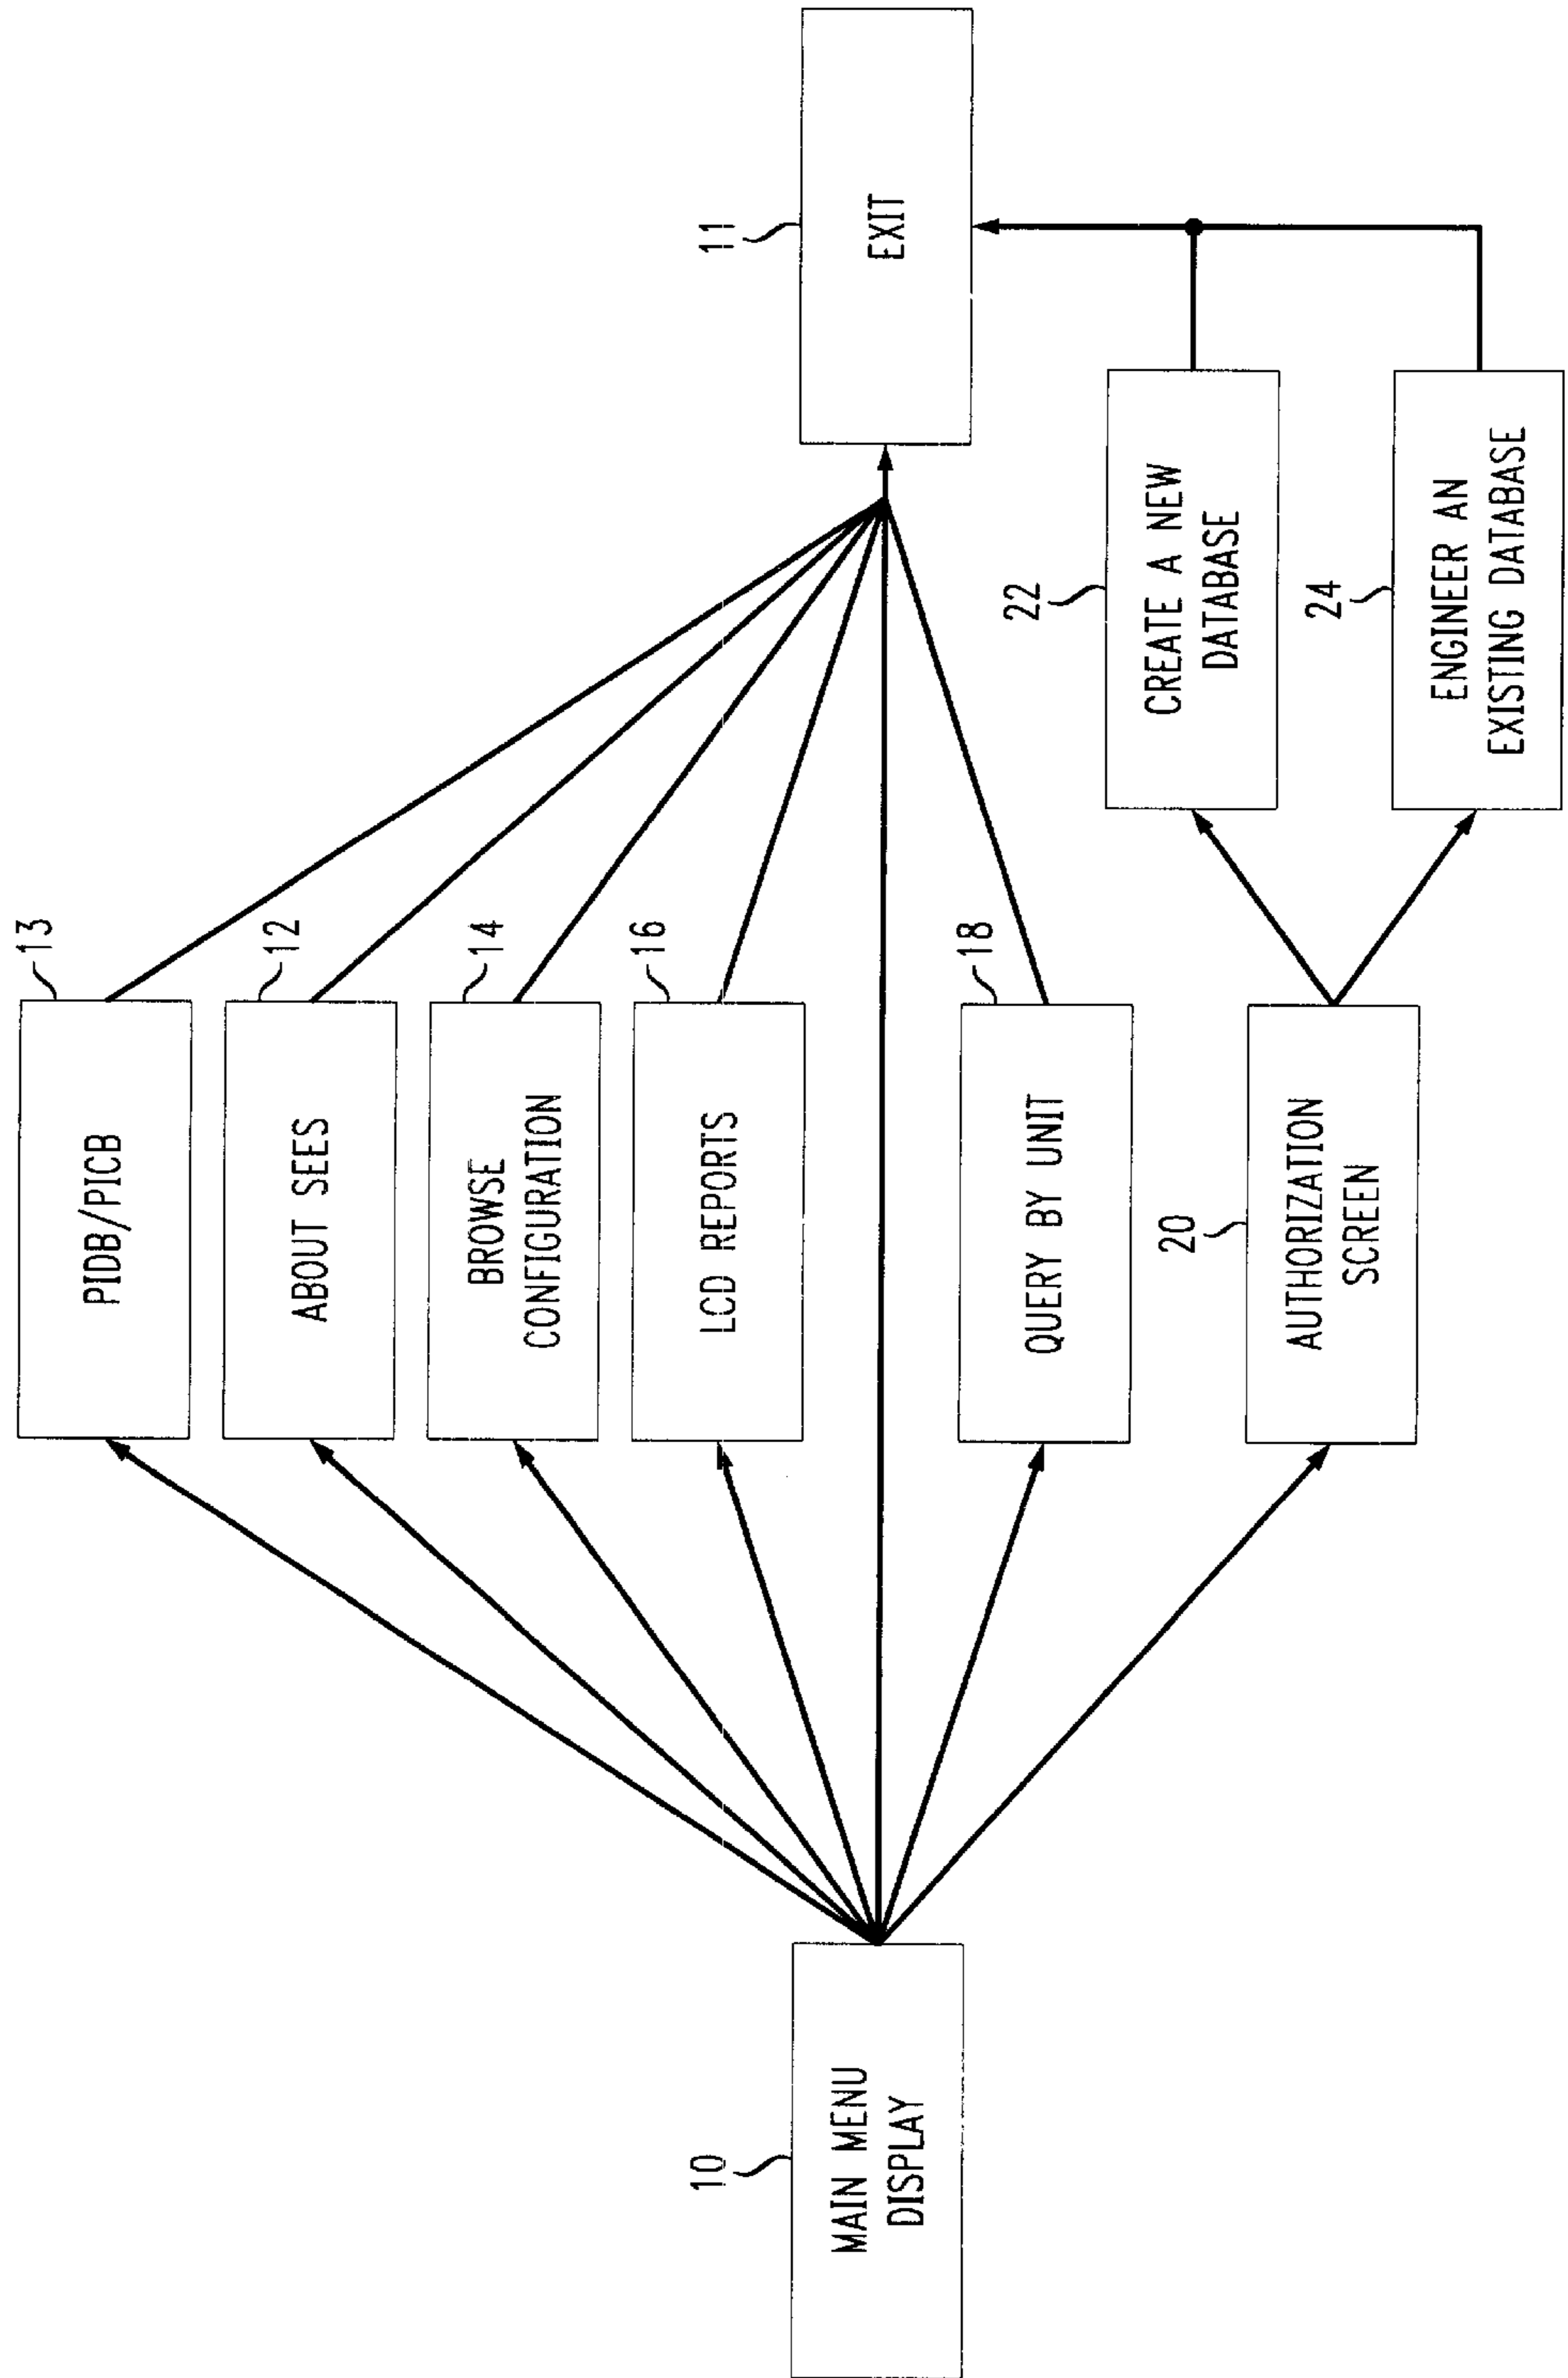 13
PIDB/PICB
12
ABOUT SEES
14
BROWSE
CONFIGURATION
16
LCD REPORTS
10
MAIN MENU
DISPLAY
11
EXIT
18
QUERY BY UNIT
20
AUTHORIZATION
SCREEN
22
CREATE A NEW
DATABASE
24
ENGINEER AN
EXISTING DATABASE